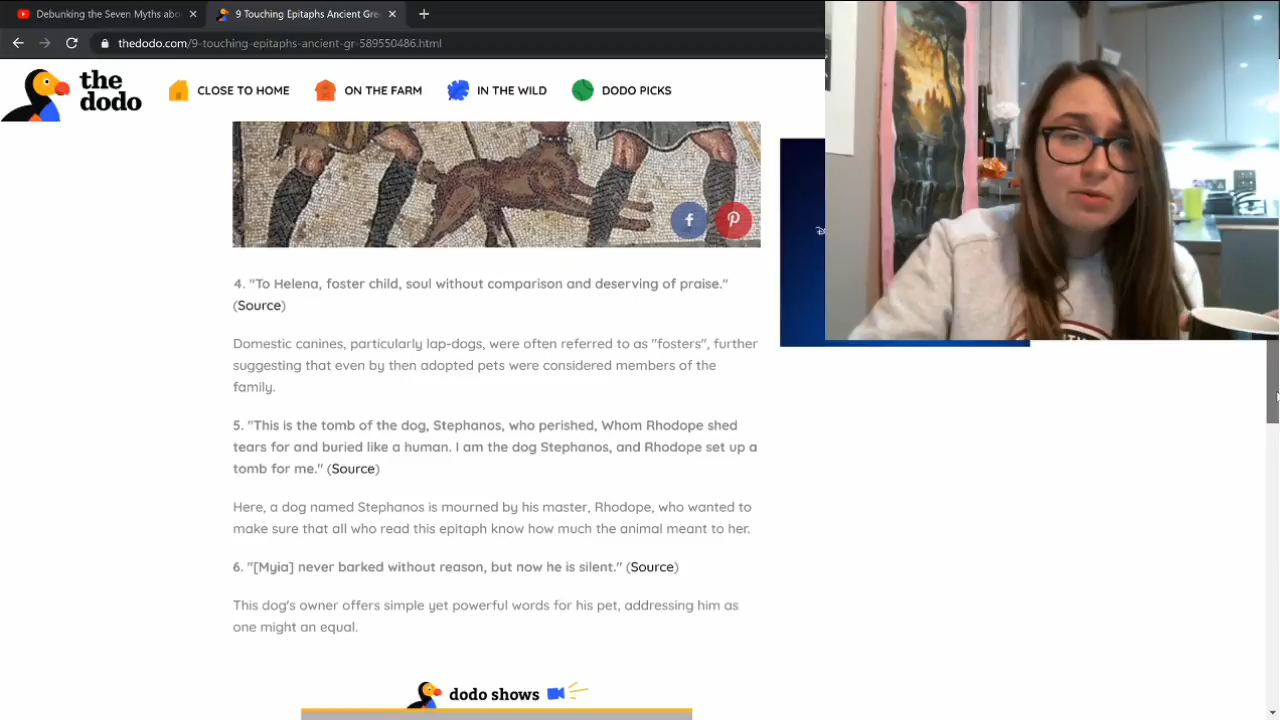 Debunking the Seven Myths abo
9 Touching Epitaphs Ancient Gre
thedodo.com/9-touching-epitaphs-ancient-gr-589550486.html
the
dodo
CLOSE TO HOME
ON THE FARM
IN THE WILD
DODO PICKS
4. "To Helena, foster child, soul without comparison and deserving of praise."
(Source)
Domestic canines, particularly lap-dogs, were often referred to as "fosters", further
suggesting that even by then adopted pets were considered members of the
family.
5. "This is the tomb of the dog, Stephanos, who perished, Whom Rhodope shed
tears for and buried like a human. I am the dog Stephanos, and Rhodope set up a
tomb for me." (Source)
Here, a dog named Stephanos is mourned by his master, Rhodope, who wanted to
make sure that all who read this epitaph know how much the animal meant to her.
6. "[Myia] never barked without reason, but now he is silent." (Source)
This dog's owner offers simple yet powerful words for his pet, addressing him as
one might an equal.
dodo shows